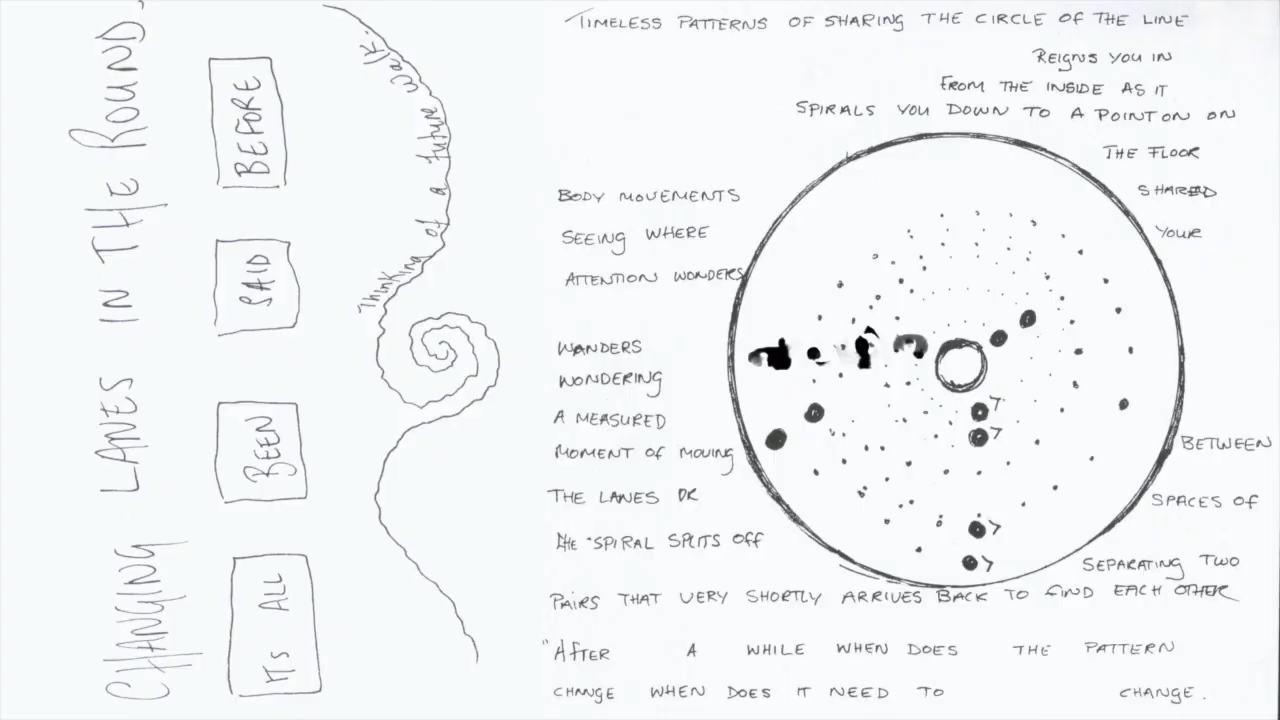 CHANGING LANES IN THE ROUND.
ITS ALL
BEEN
SAID
BEFORE
Thinking of a future walk.
TIMELESS PATTERNS OF SHARING THE CIRCLE OF THE LINE
REIGNS YOU IN
FROM THE INSIDE AS IT
SPIRALS YOU DOWN TO A POINT ON ON
THE FLOOR
SHARED
YOUR
BODY MOVEMENTS
SEEING WHERE
ATTENTION WONDERS
WANDERS
WONDERING
A MEASURED
MOMENT OF MOVING
THE LANES OR
THE SPIRAL SPLITS OFF
BETWEEN
SPACES OF
SEPARATING TWO
PAIRS THAT VERY SHORTLY ARRIVES BACK TO FIND EACH OTHER
"AFTER A WHILE WHEN DOES THE PATTERN
CHANGE WHEN DOES IT NEED TO CHANGE.